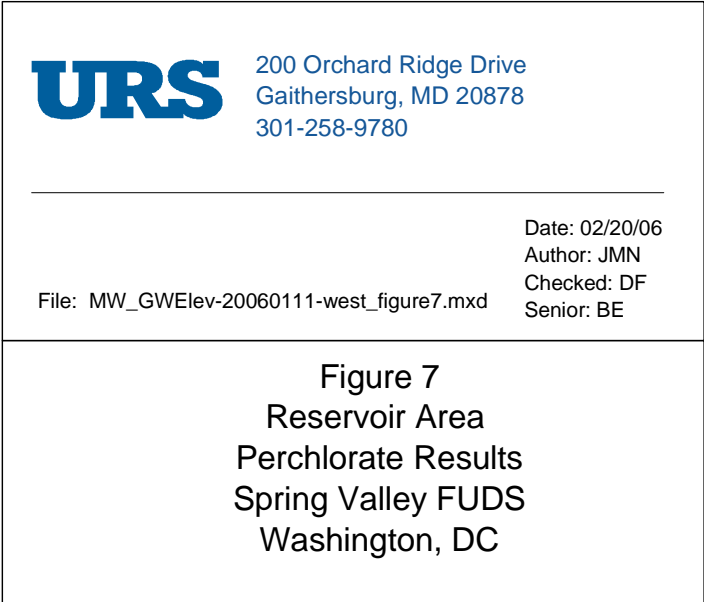 URS
200 Orchard Ridge Drive
Gaithersburg, MD 20878
301-258-9780
Date: 02/20/06
Author: JMN
Checked: DF
Senior: BE
File: MW_GWElev-20060111-west_figure7.mxd
Figure 7
Reservoir Area
Perchlorate Results
Spring Valley FUDS
Washington, DC